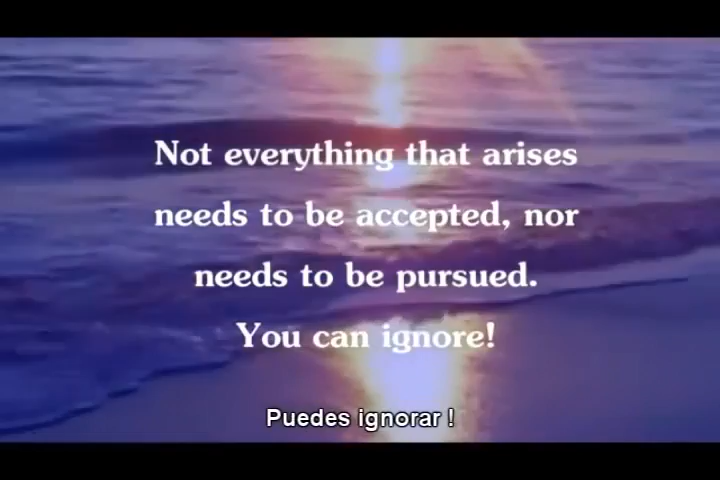 Not everything that arises
needs to be accepted, nor
needs to be pursued.
You can ignore!
Puedes ignorar !